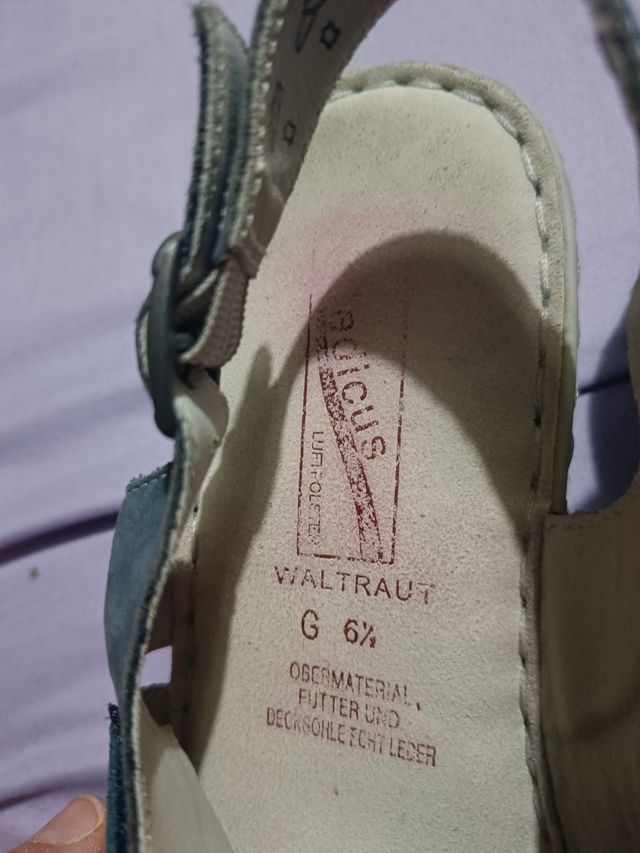 adicus
LUFTPOLSTER
WALTRAUT
G 6½
OBERMATERIAL,
FUTTER UND
DECKSOHLE ECHT LEDER